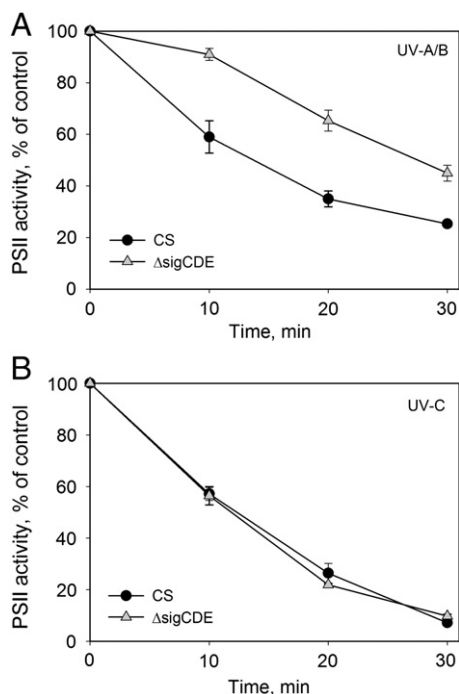 A
PSII activity, % of control
100
80
60
40
20
0
UV-A/B
CS
ΔsigCDE
0 10 20 30
Time, min
B
PSII activity, % of control
100
80
60
40
20
0
UV-C
CS
ΔsigCDE
0 10 20 30
Time, min